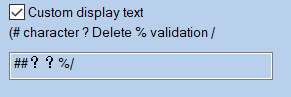 Custom display text
(# character ? Delete % validation /
##？？%/